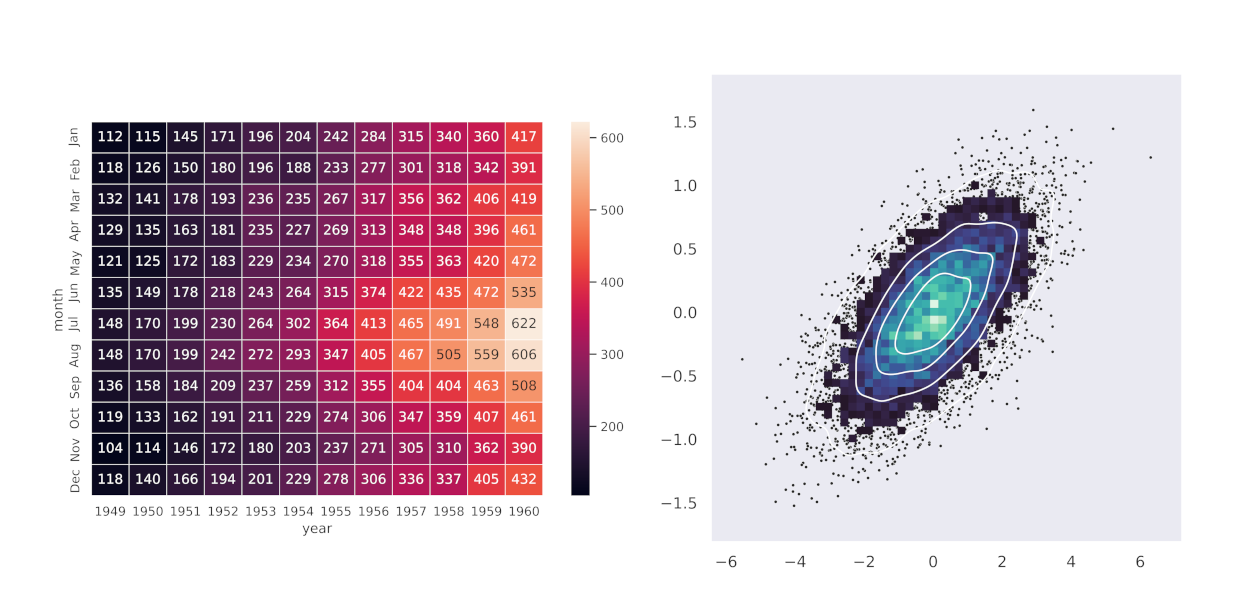 Jan 112 115 145 171 196 204 242 284 315 340 360 417
Feb 118 126 150 180 196 188 233 277 301 318 342 391
Mar 132 141 178 193 236 235 267 317 356 362 406 419
Apr 129 135 163 181 235 227 269 313 348 348 396 461
May 121 125 172 183 229 234 270 318 355 363 420 472
Jun 135 149 178 218 243 264 315 374 422 435 472 535
Jul 148 170 199 230 264 302 364 413 465 491 548 622
Aug 148 170 199 242 272 293 347 405 467 505 559 606
Sep 136 158 184 209 237 259 312 355 404 404 463 508
Oct 119 133 162 191 211 229 274 306 347 359 407 461
Nov 104 114 146 172 180 203 237 271 305 310 362 390
Dec 118 140 166 194 201 229 278 306 336 337 405 432
month
1949 1950 1951 1952 1953 1954 1955 1956 1957 1958 1959 1960
year
600
500
400
300
200
1.5
1.0
0.5
0.0
−0.5
−1.0
−1.5
−6 −4 −2 0 2 4 6